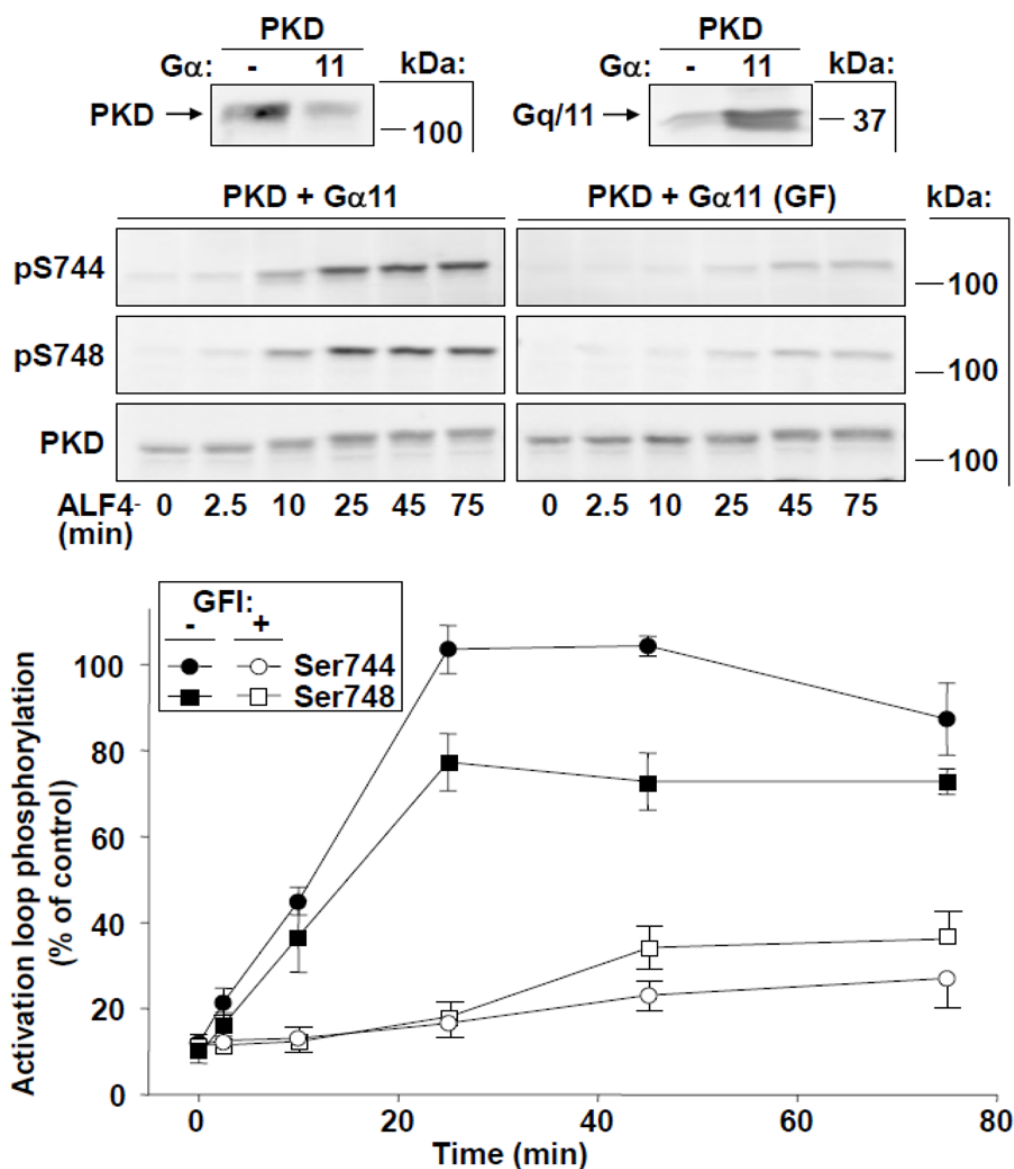 PKD PKD
Gα: - 11 kDa: Gα: - 11 kDa:
PKD 100 Gq/11 37
PKD + Gα11 PKD + Gα11 (GF) kDa:
pS744 100
pS748 100
PKD 100
ALF4- 0 2.5 10 25 45 75 0 2.5 10 25 45 75
(min)
GFI:
- +
Ser744
Ser748
Activation loop phosphorylation
(% of control)
100
80
60
40
20
0
0 20 40 60 80
Time (min)